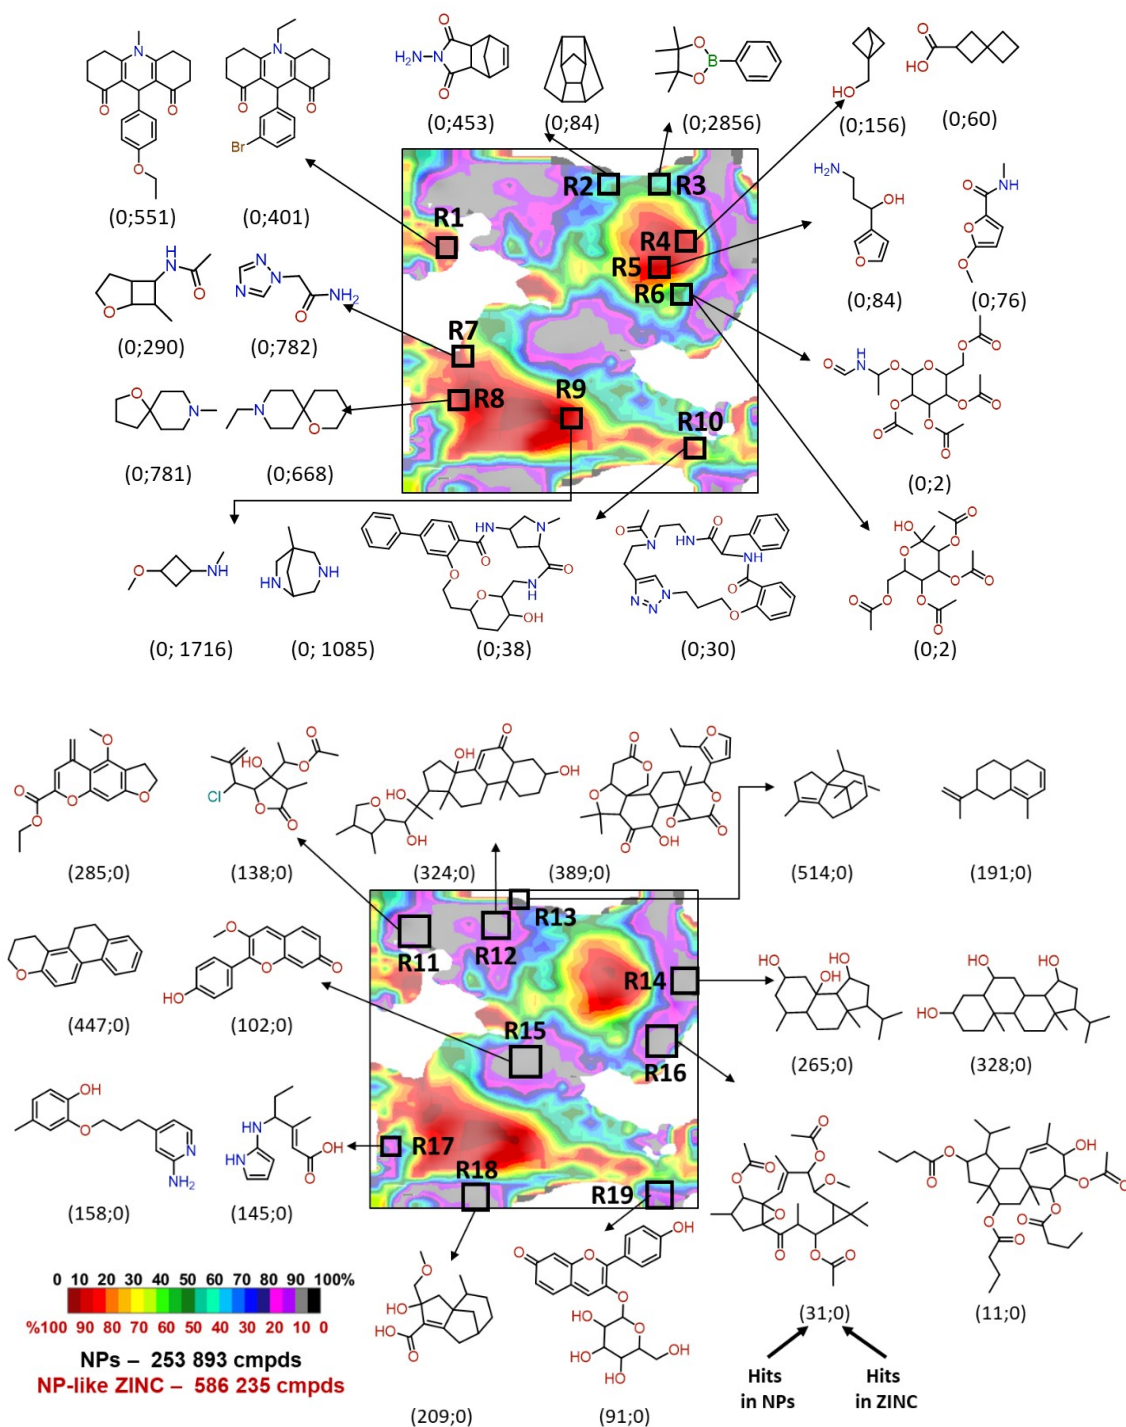 (0;551)
(0;401)
(0;453)
(0;84)
(0;2856)
(0;156)
(0;60)
R1
R2
R3
R4
R5
R6
(0;84)
(0;76)
(0;290)
(0;782)
R7
R8
R9
R10
(0;781)
(0;668)
(0;2)
(0; 1716)
(0; 1085)
(0;38)
(0;30)
(0;2)
(285;0)
(138;0)
(324;0)
(389;0)
(514;0)
(191;0)
R11
R12
R13
R14
(447;0)
(102;0)
R15
R16
(265;0)
(328;0)
(158;0)
(145;0)
R17
R18
R19
(31;0)
(11;0)
Hits
in NPs
Hits
in ZINC
0 10 20 30 40 50 60 70 80 90 100%
%100 90 80 70 60 50 40 30 20 10 0
NPs – 253 893 cmpds
NP-like ZINC – 586 235 cmpds
(209;0)
(91;0)